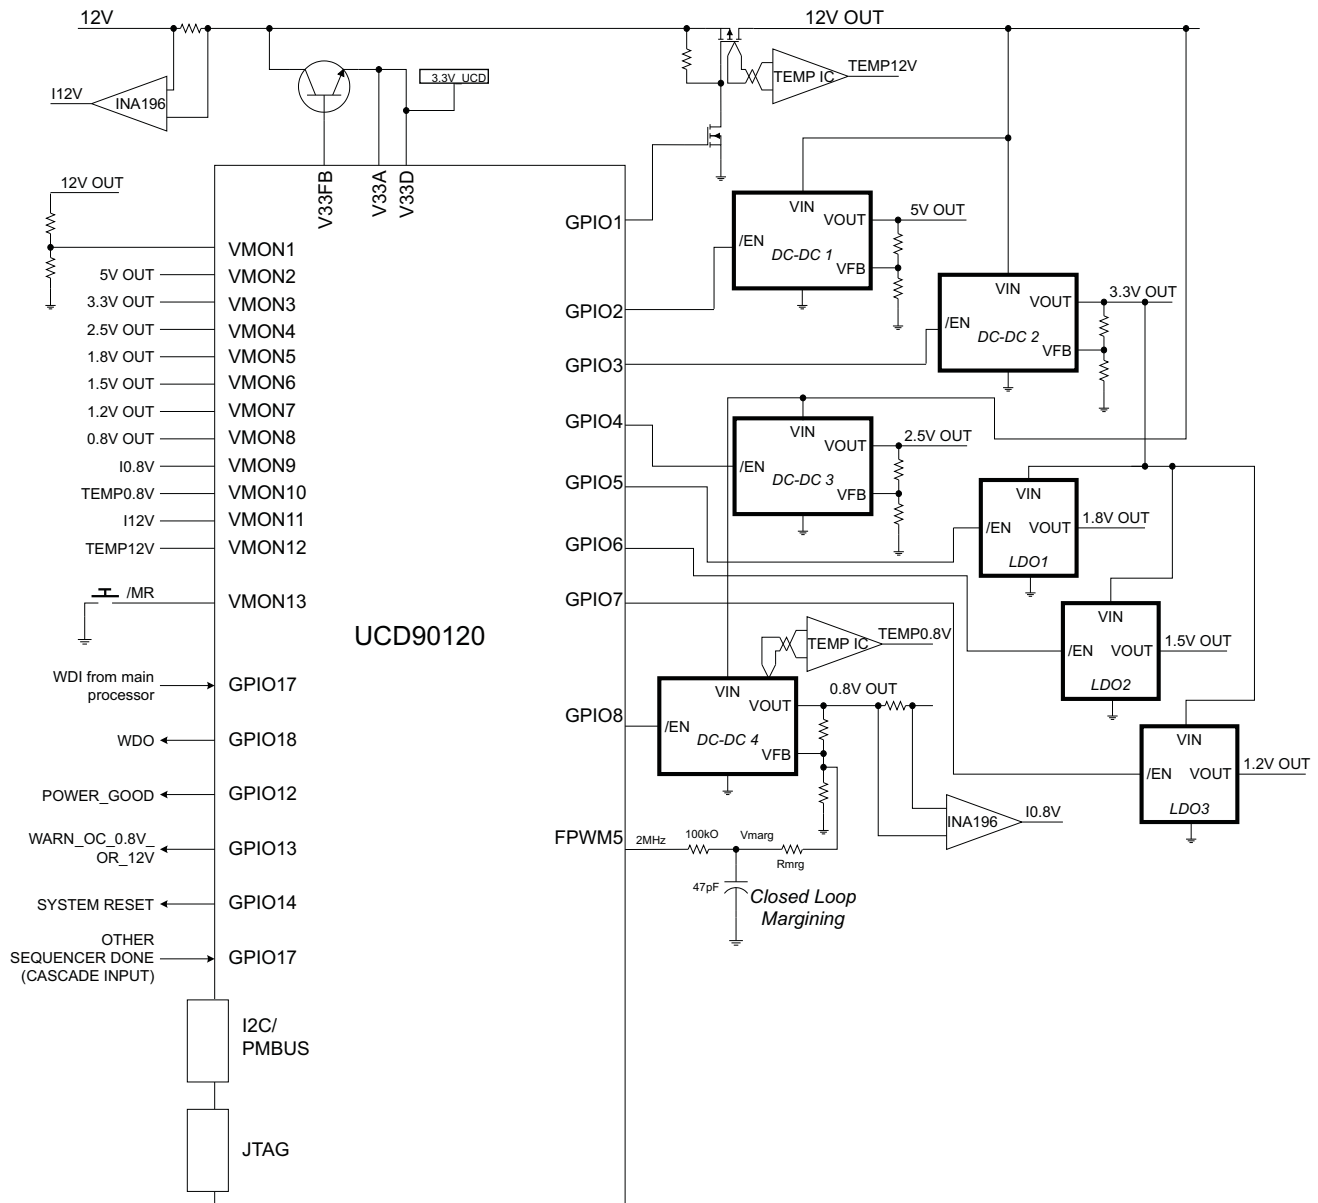 12V
12V OUT
I12V
INA196
3.3V_UCD
TEMP IC
TEMP12V
12V OUT
V33FB
V33A
V33D
VMON1
5V OUT
VMON2
3.3V OUT
VMON3
2.5V OUT
VMON4
1.8V OUT
VMON5
1.5V OUT
VMON6
1.2V OUT
VMON7
0.8V OUT
VMON8
I0.8V
VMON9
TEMP0.8V
VMON10
I12V
VMON11
TEMP12V
VMON12
/MR
VMON13
UCD90120
WDI from main
processor
GPIO17
WDO
GPIO18
POWER_GOOD
GPIO12
WARN_OC_0.8V_
OR_12V
GPIO13
SYSTEM RESET
GPIO14
OTHER
SEQUENCER DONE
(CASCADE INPUT)
GPIO17
I2C/
PMBUS
JTAG
GPIO1
GPIO2
GPIO3
GPIO4
GPIO5
GPIO6
GPIO7
GPIO8
FPWM5
VIN
VOUT
/EN
DC-DC 1
VFB
5V OUT
VIN
VOUT
/EN
DC-DC 2
VFB
3.3V OUT
VIN
VOUT
/EN
DC-DC 3
VFB
2.5V OUT
VIN
/EN
VOUT
LDO1
1.8V OUT
VIN
/EN
VOUT
LDO2
1.5V OUT
VIN
/EN
VOUT
LDO3
1.2V OUT
TEMP IC
TEMP0.8V
VIN
VOUT
/EN
DC-DC 4
VFB
0.8V OUT
INA196
I0.8V
2MHz
100kO
Vmarg
Rmrg
47pF
Closed Loop
Margining